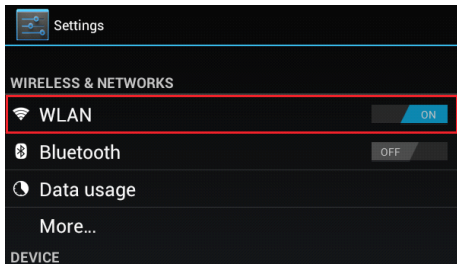 Settings
WIRELESS & NETWORKS
WLAN ON
Bluetooth OFF
Data usage
More...
DEVICE